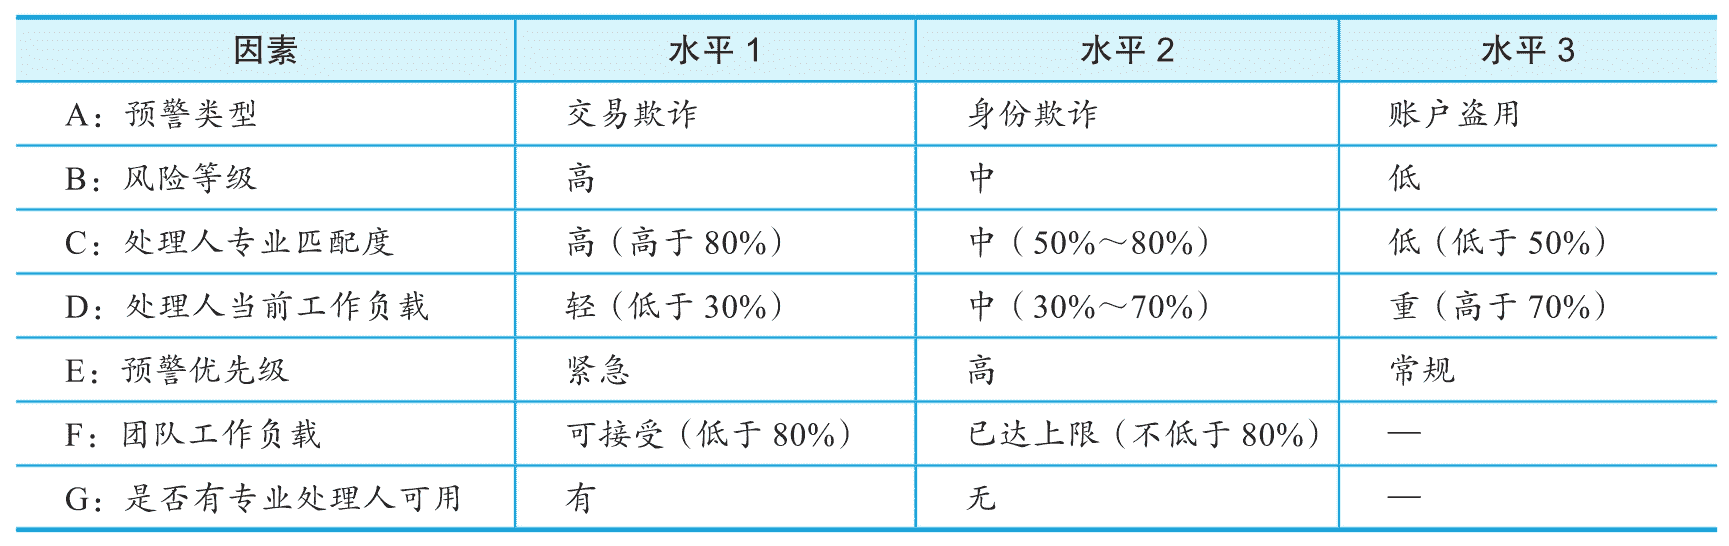 因素 水平 1 水平 2 水平 3
A：预警类型 交易欺诈 身份欺诈 账户盗用
B：风险等级 高 中 低
C：处理人专业匹配度 高（高于 80%） 中（50%～80%） 低（低于 50%）
D：处理人当前工作负载 轻（低于 30%） 中（30%～70%） 重（高于 70%）
E：预警优先级 紧急 高 常规
F：团队工作负载 可接受（低于 80%） 已达上限（不低于 80%） —
G：是否有专业处理人可用 有 无 —